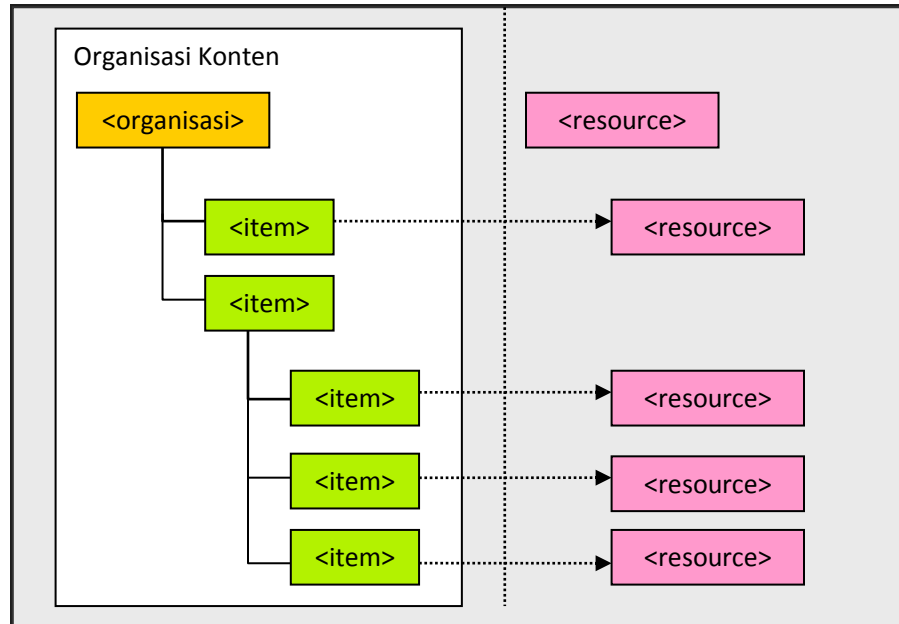 Organisasi Konten
<organisasi>
<resource>
<item>
<resource>
<item>
<item>
<resource>
<item>
<resource>
<item>
<resource>